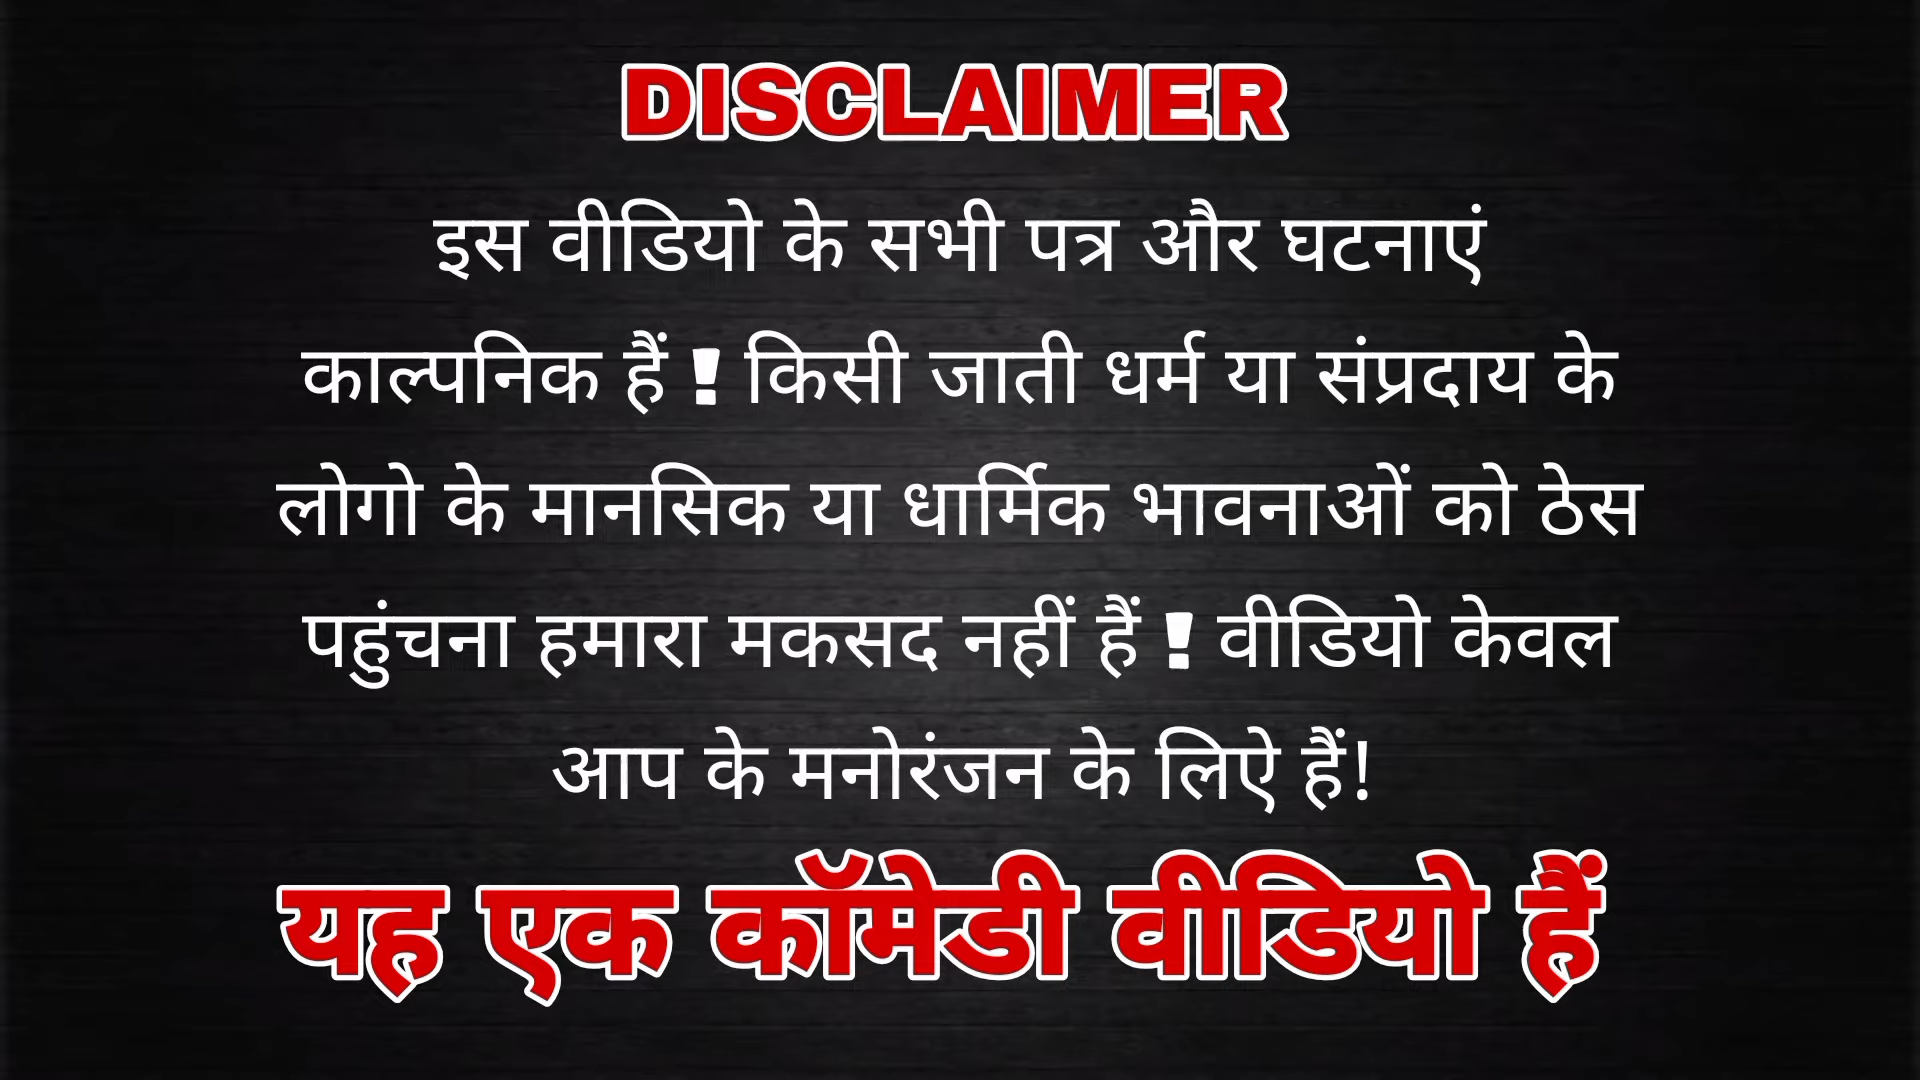 DISCLAIMER
इस वीडियो के सभी पत्र और घटनाएं
काल्पनिक हैं ! किसी जाती धर्म या संप्रदाय के
लोगो के मानसिक या धार्मिक भावनाओं को ठेस
पहुंचना हमारा मकसद नहीं हैं ! वीडियो केवल
आप के मनोरंजन के लिऐ हैं!
यह एक कॉमेडी वीडियो हैं